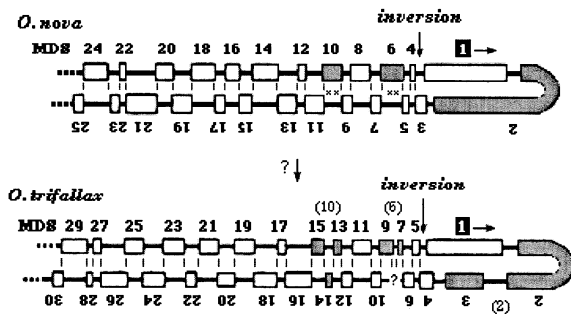 O. nova
inversion
MDS 24 22 20 18 16 14 12 10 8 6 4 1
xx xx
25 23 21 19 17 15 13 11 9 7 5 3 2
?
O. trifallax
(10) (6) inversion
MDS 29 27 25 23 21 19 17 15 13 11 9 7 5 1
?
30 28 26 24 22 20 18 16 14 12 10 6 4 3 (2) 2